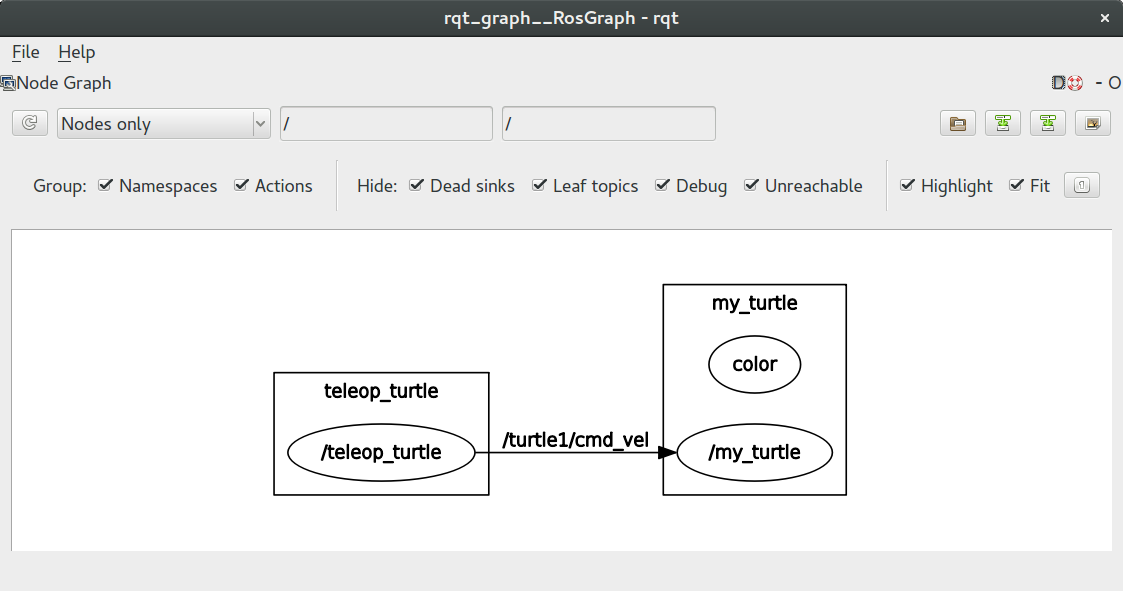 rqt_graph__RosGraph - rqt
File Help
Node Graph D - O
Nodes only / /
Group: Namespaces Actions Hide: Dead sinks Leaf topics Debug Unreachable Highlight Fit 1
my_turtle
color
teleop_turtle
/teleop_turtle /turtle1/cmd_vel /my_turtle